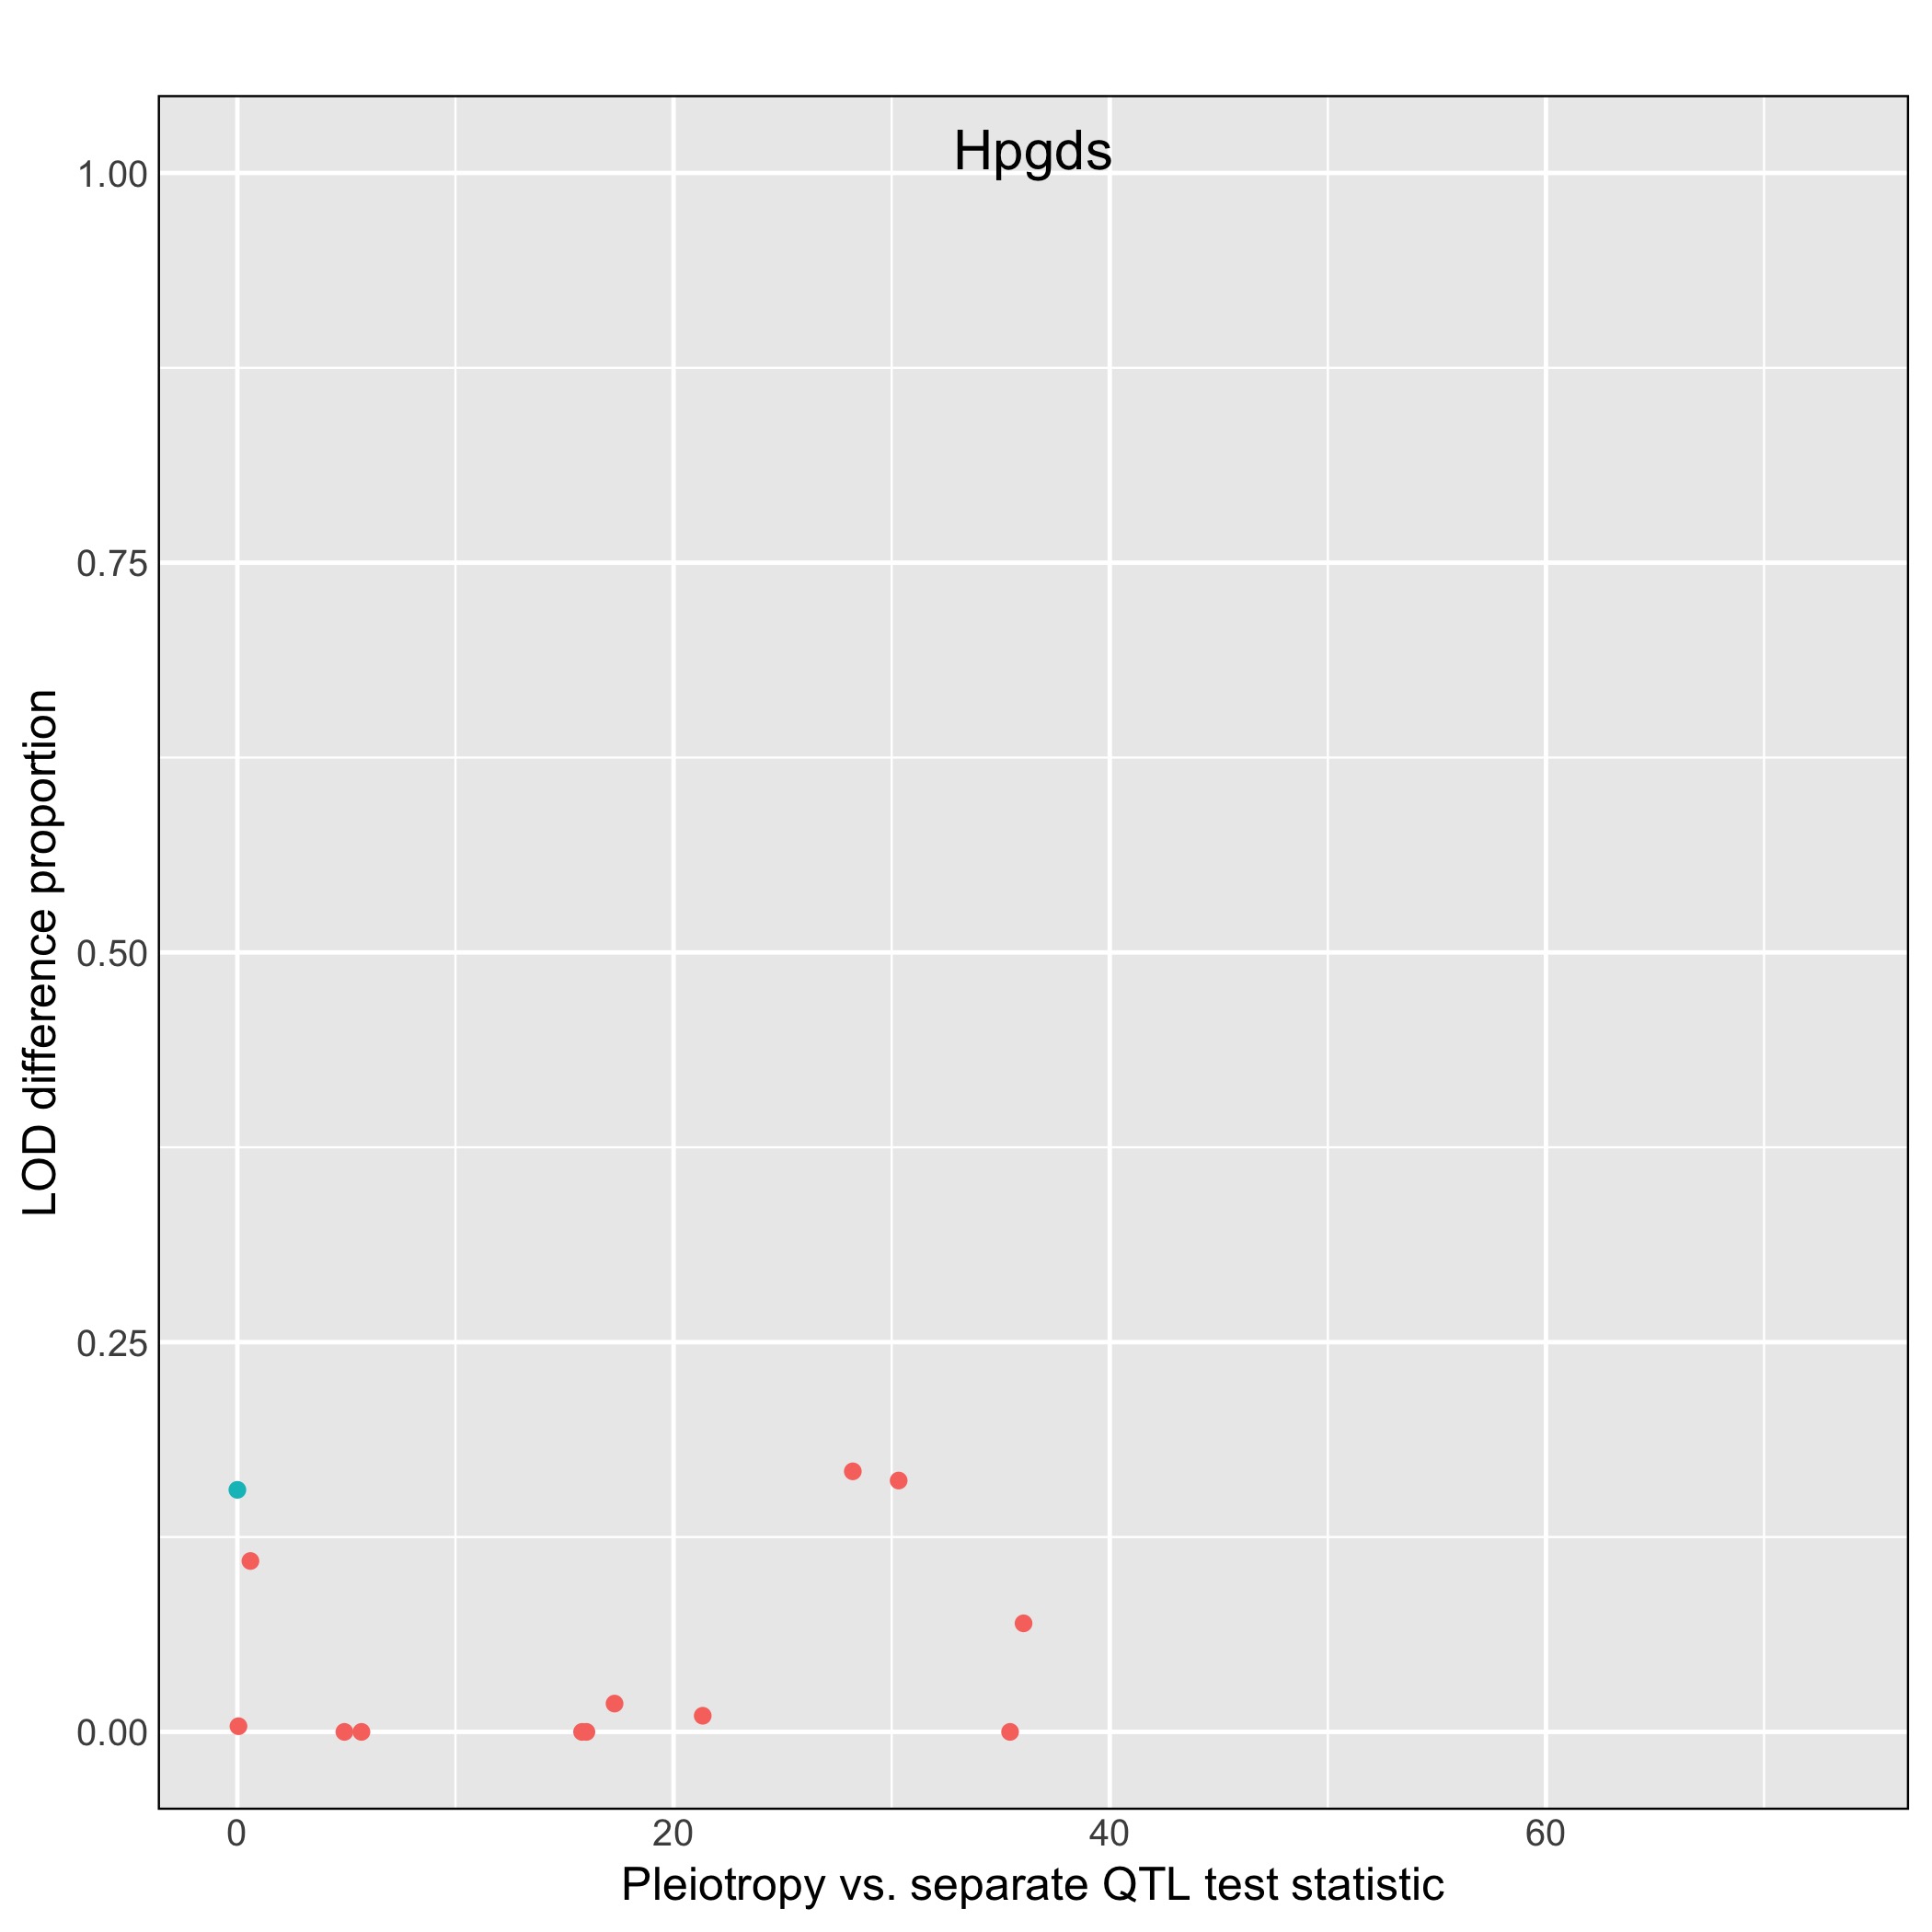 Hpgds
1.00
0.75
0.50
0.25
0.00
LOD difference proportion
0 20 40 60
Pleiotropy vs. separate QTL test statistic